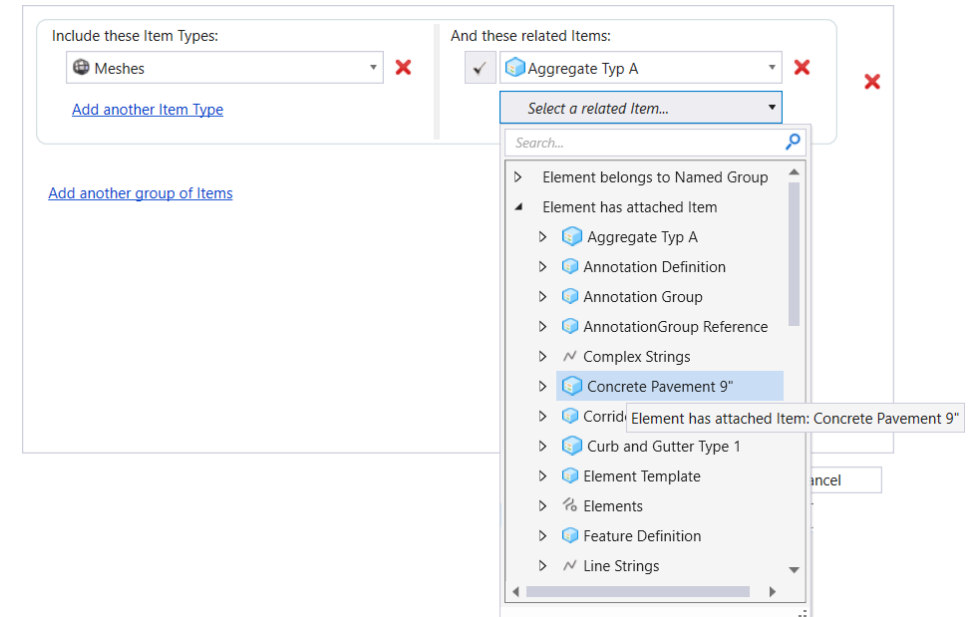 Include these Item Types:
And these related Items:
Meshes
Aggregate Typ A
Add another Item Type
Select a related Item...
Search...
Element belongs to Named Group
Add another group of Items
Element has attached Item
Aggregate Typ A
Annotation Definition
Annotation Group
AnnotationGroup Reference
Complex Strings
Concrete Pavement 9"
Element has attached Item: Concrete Pavement 9"
Curb and Gutter Type 1
Element Template
Elements
Feature Definition
Line Strings